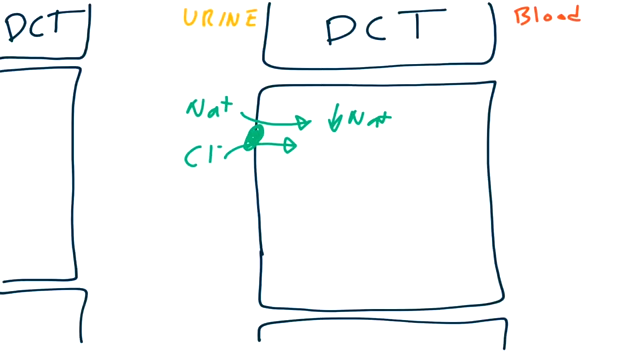 DCT
URINE
DCT
Blood
Na+
↓Na+
Cl-